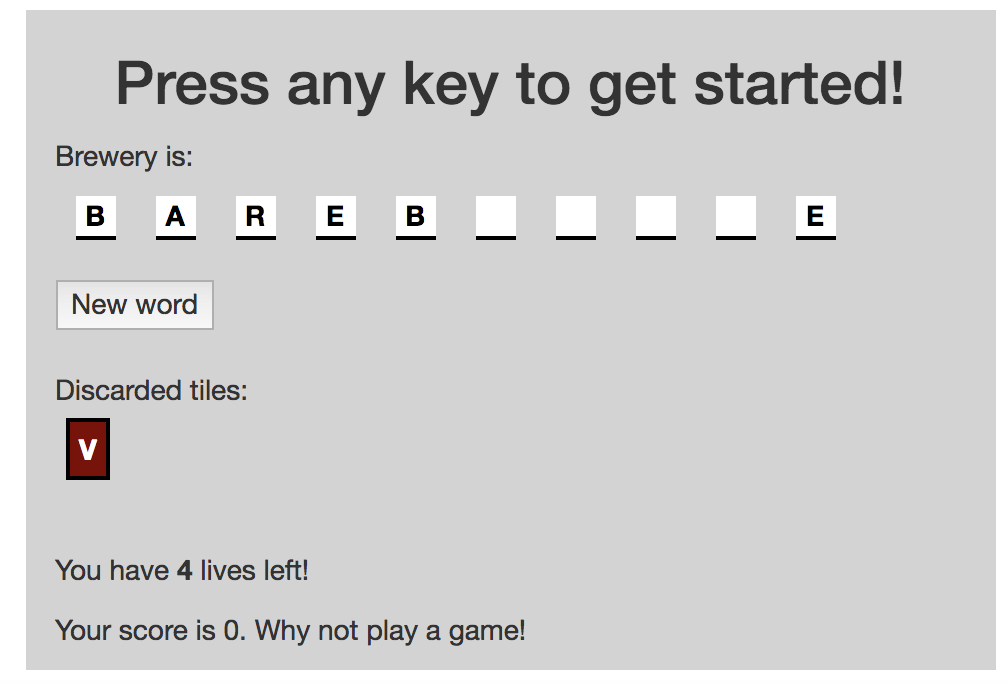 Press any key to get started!
Brewery is:
B A R E B E
New word
Discarded tiles:
V
You have 4 lives left!
Your score is 0. Why not play a game!